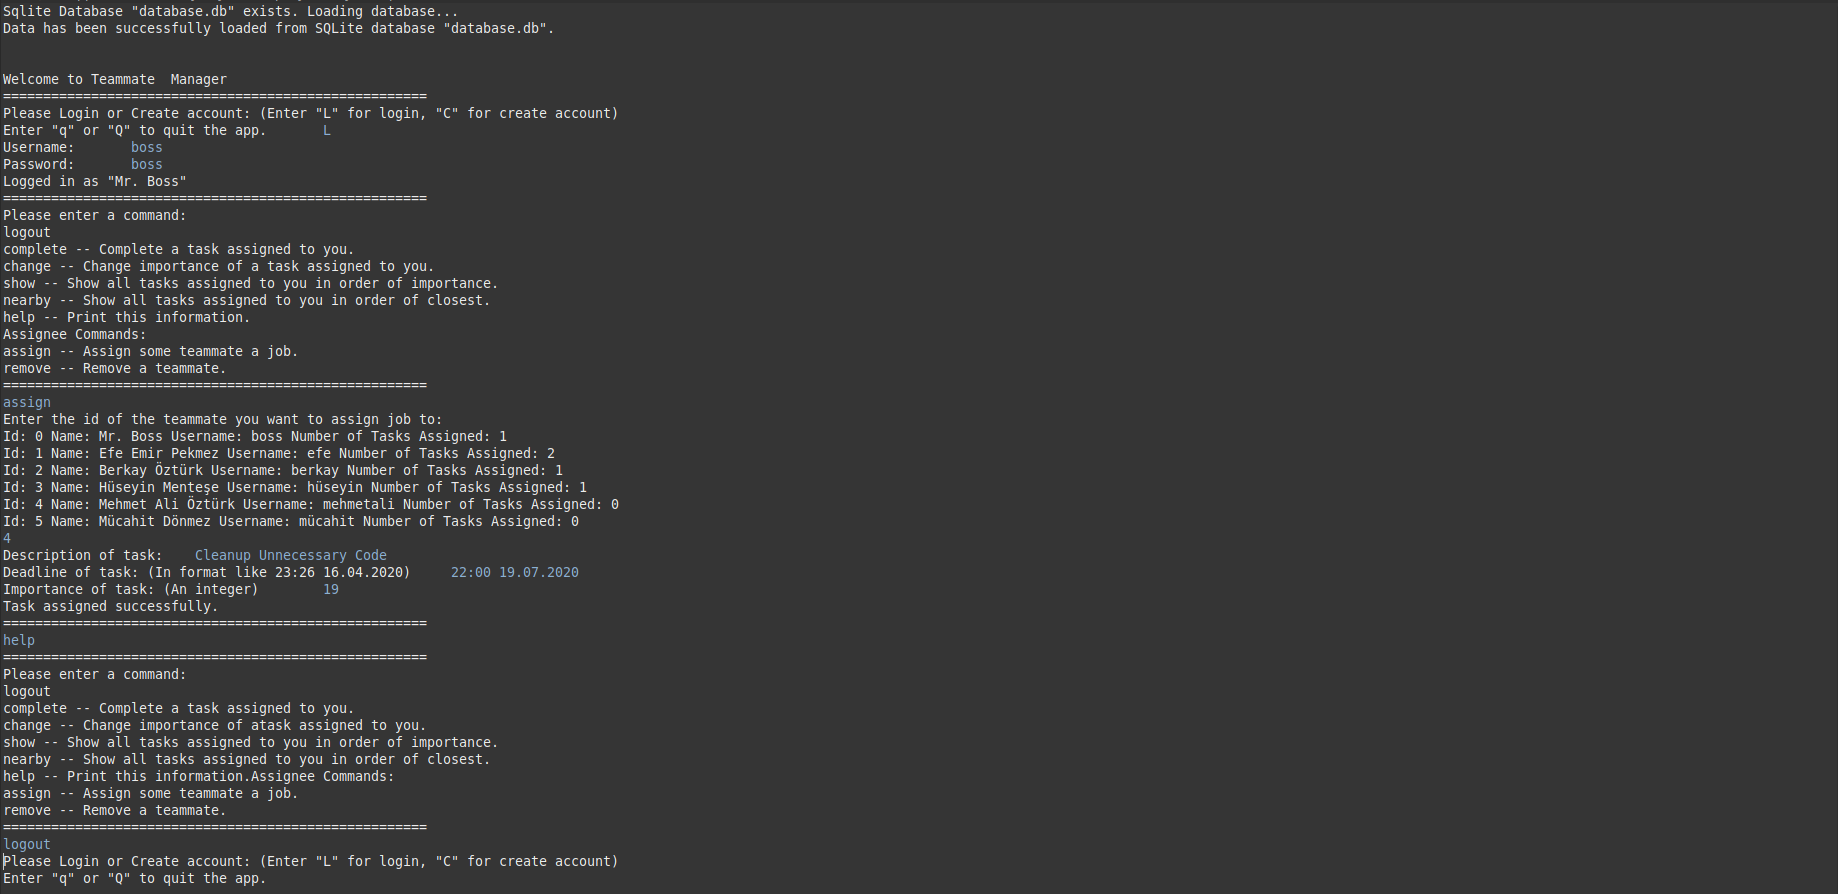 Sqlite Database "database.db" exists. Loading database...
Data has been successfully loaded from SQLite database "database.db".
Welcome to Teammate  Manager
=====================================================
Please Login or Create account: (Enter "L" for login, "C" for create account)
Enter "q" or "Q" to quit the app.       L
Username:       boss
Password:       boss
Logged in as "Mr. Boss"
=====================================================
Please enter a command:
logout
complete -- Complete a task assigned to you.
change -- Change importance of a task assigned to you.
show -- Show all tasks assigned to you in order of importance.
nearby -- Show all tasks assigned to you in order of closest.
help -- Print this information.
Assignee Commands:
assign -- Assign some teammate a job.
remove -- Remove a teammate.
=====================================================
assign
Enter the id of the teammate you want to assign job to:
Id: 0 Name: Mr. Boss Username: boss Number of Tasks Assigned: 1
Id: 1 Name: Efe Emir Pekmez Username: efe Number of Tasks Assigned: 2
Id: 2 Name: Berkay Öztürk Username: berkay Number of Tasks Assigned: 1
Id: 3 Name: Hüseyin Menteşe Username: hüseyin Number of Tasks Assigned: 1
Id: 4 Name: Mehmet Ali Öztürk Username: mehmetali Number of Tasks Assigned: 0
Id: 5 Name: Mücahit Dönmez Username: mücahit Number of Tasks Assigned: 0
4
Description of task:    Cleanup Unnecessary Code
Deadline of task: (In format like 23:26 16.04.2020)     22:00 19.07.2020
Importance of task: (An integer)        19
Task assigned successfully.
=====================================================
help
=====================================================
Please enter a command:
logout
complete -- Complete a task assigned to you.
change -- Change importance of atask assigned to you.
show -- Show all tasks assigned to you in order of importance.
nearby -- Show all tasks assigned to you in order of closest.
help -- Print this information.Assignee Commands:
assign -- Assign some teammate a job.
remove -- Remove a teammate.
=====================================================
logout
Please Login or Create account: (Enter "L" for login, "C" for create account)
Enter "q" or "Q" to quit the app.